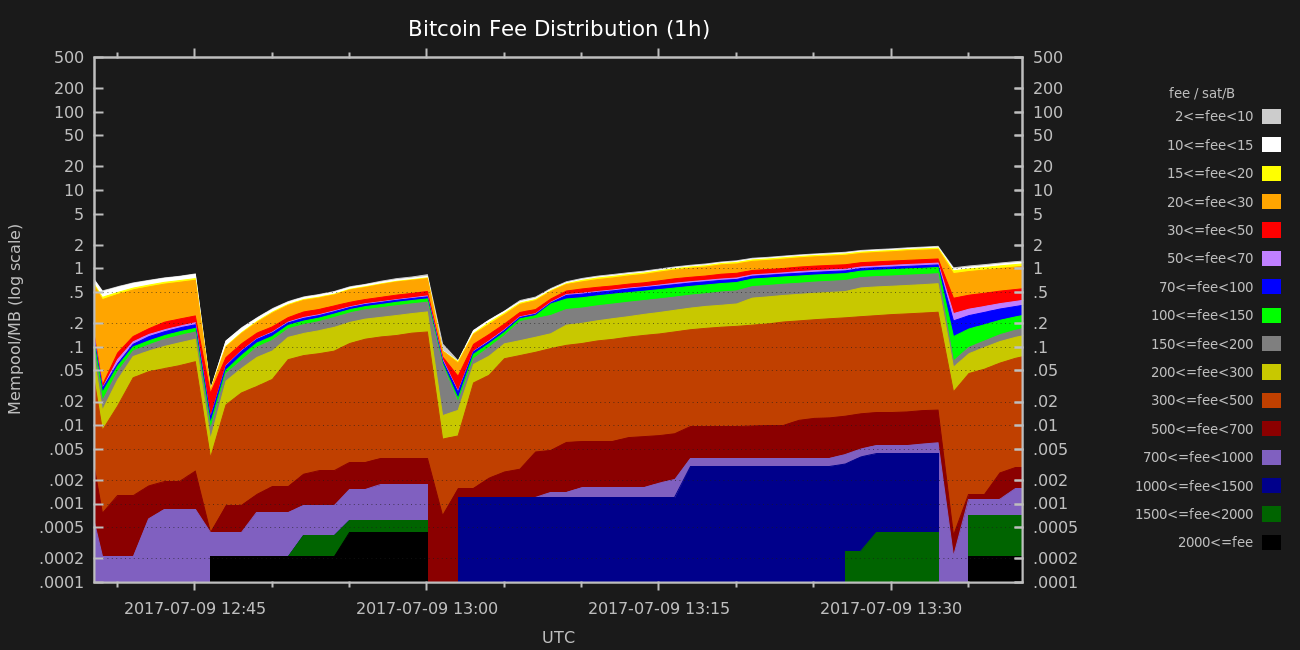 Bitcoin Fee Distribution (1h)
500
200
100
50
20
10
5
2
1
.5
.2
.1
.05
.02
.01
.005
.002
.001
.0005
.0002
.0001
Mempool/MB (log scale)
500
200
100
50
20
10
5
2
1
.5
.2
.1
.05
.02
.01
.005
.002
.001
.0005
.0002
.0001
2017-07-09 12:45
2017-07-09 13:00
2017-07-09 13:15
2017-07-09 13:30
UTC
fee / sat/B
2<=fee<10
10<=fee<15
15<=fee<20
20<=fee<30
30<=fee<50
50<=fee<70
70<=fee<100
100<=fee<150
150<=fee<200
200<=fee<300
300<=fee<500
500<=fee<700
700<=fee<1000
1000<=fee<1500
1500<=fee<2000
2000<=fee